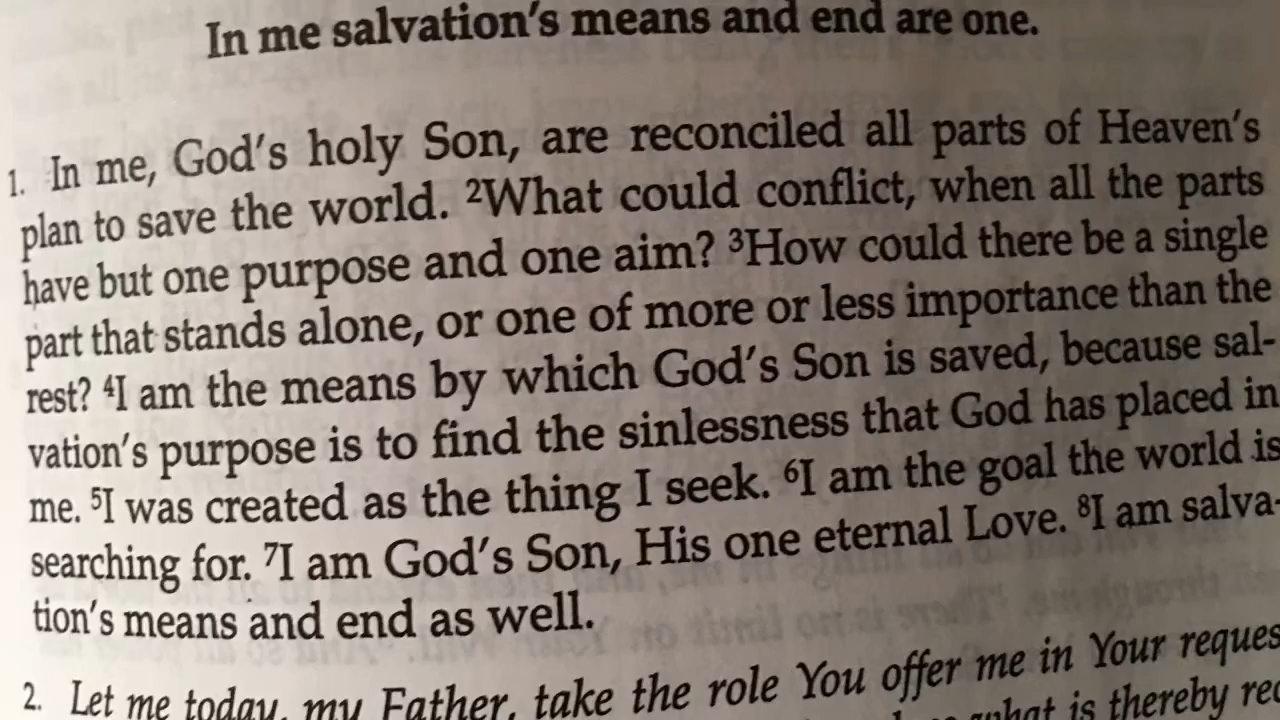 In me salvation's means and end are one.
1. In me, God's holy Son, are reconciled all parts of Heaven's
plan to save the world. ²What could conflict, when all the parts
have but one purpose and one aim? ³How could there be a single
part that stands alone, or one of more or less importance than the
rest? ⁴I am the means by which God's Son is saved, because sal-
vation's purpose is to find the sinlessness that God has placed in
me. ⁵I was created as the thing I seek. ⁶I am the goal the world is
searching for. ⁷I am God's Son, His one eternal Love. ⁸I am salva-
tion's means and end as well.
2. Let me today, my Father, take the role You offer me in Your
what is thereby